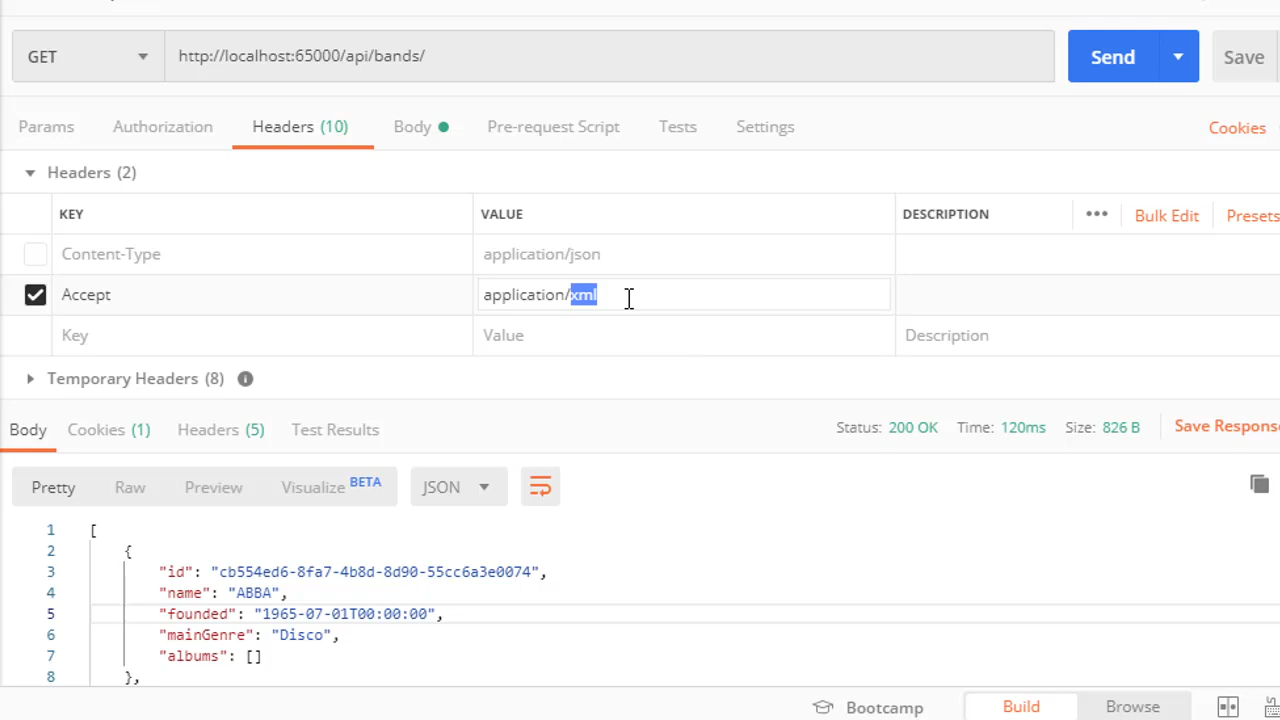 GET http://localhost:65000/api/bands/ Send Save
Params Authorization Headers (10) Body Pre-request Script Tests Settings Cookies
Headers (2)
KEY VALUE DESCRIPTION ••• Bulk Edit Presets
Content-Type application/json
Accept application/xml
Key Value Description
Temporary Headers (8)
Body Cookies (1) Headers (5) Test Results Status: 200 OK Time: 120ms Size: 826 B Save Respons
Pretty Raw Preview Visualize BETA JSON
1 [
2 {
3 "id": "cb554ed6-8fa7-4b8d-8d90-55cc6a3e0074",
4 "name": "ABBA",
5 "founded": "1965-07-01T00:00:00",
6 "mainGenre": "Disco",
7 "albums": []
8 },
Bootcamp Build Browse